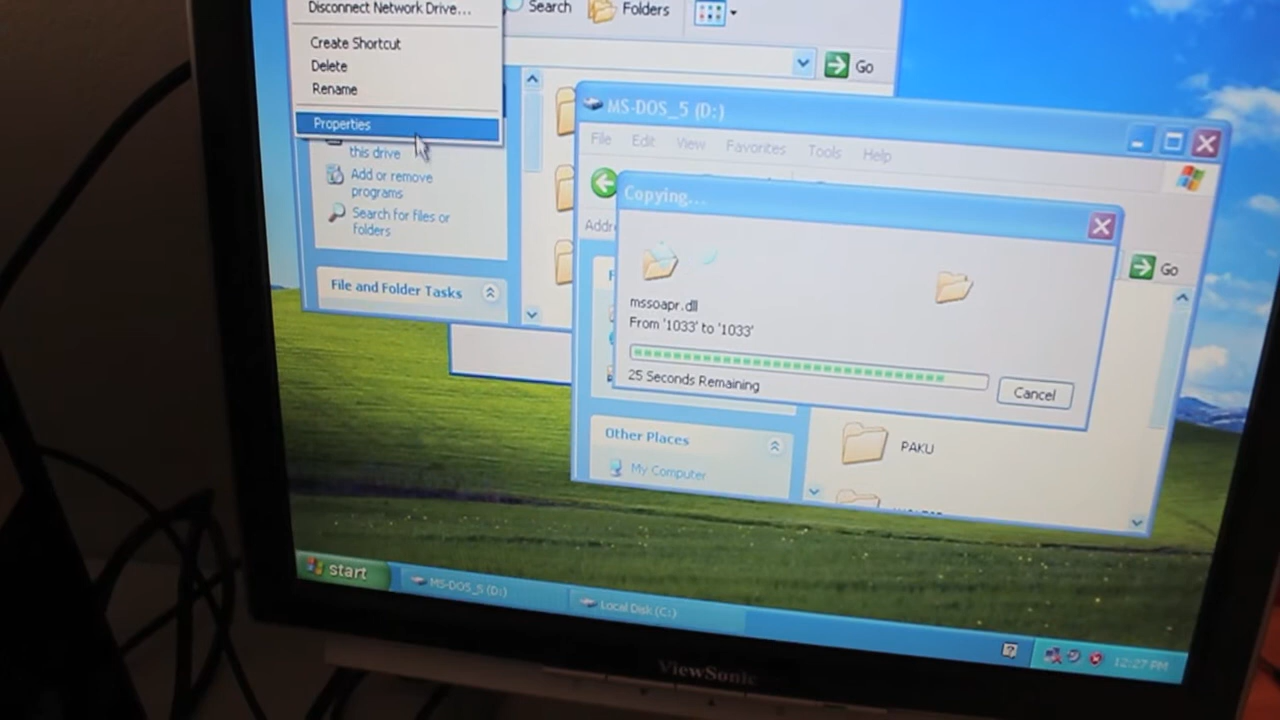 Disconnect Network Drive...
Create Shortcut
Delete
Rename
Properties
Search
Folders
Go
this drive
Add or remove
programs
Search for files or
folders
File and Folder Tasks
MS-DOS_5 (D:)
File Edit View Favorites Tools Help
Addr
Go
Copying...
mssoapr.dll
From '1033' to '1033'
25 Seconds Remaining
Cancel
Other Places
My Computer
PAKU
start
MS-DOS_5 (D:)
Local Disk (C:)
12:27 PM
ViewSonic